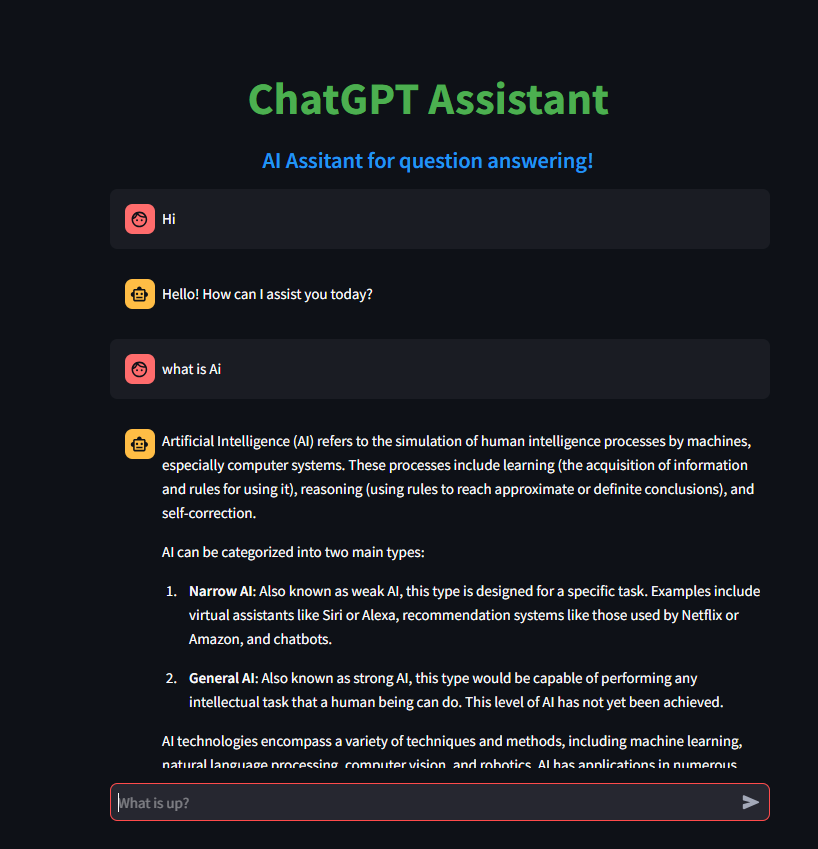 ChatGPT Assistant
AI Assitant for question answering!
Hi
Hello! How can I assist you today?
what is Ai
Artificial Intelligence (AI) refers to the simulation of human intelligence processes by machines,
especially computer systems. These processes include learning (the acquisition of information
and rules for using it), reasoning (using rules to reach approximate or definite conclusions), and
self-correction.
AI can be categorized into two main types:
1. Narrow AI: Also known as weak AI, this type is designed for a specific task. Examples include
virtual assistants like Siri or Alexa, recommendation systems like those used by Netflix or
Amazon, and chatbots.
2. General AI: Also known as strong AI, this type would be capable of performing any
intellectual task that a human being can do. This level of AI has not yet been achieved.
AI technologies encompass a variety of techniques and methods, including machine learning,
natural language processing, computer vision, and robotics. AI has applications in numerous
What is up?